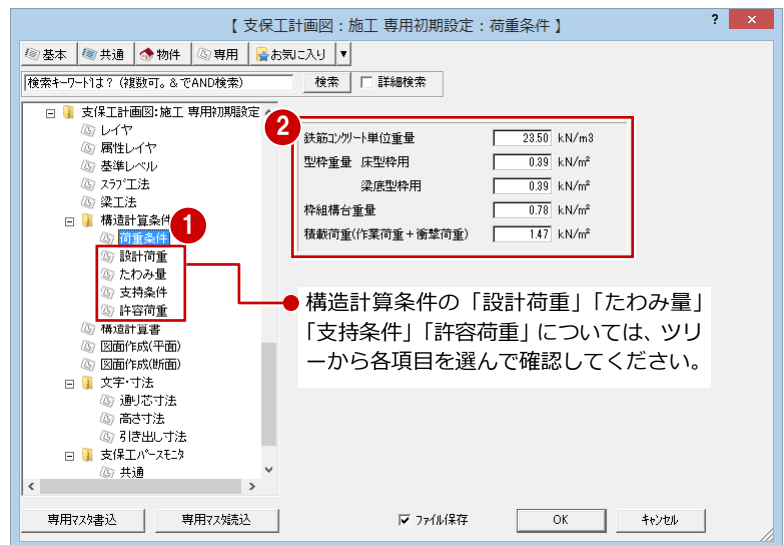 【 支保工計画図：施工 専用初期設定：荷重条件 】
? ×
基本 共通 物件 専用 お気に入り ▼
検索キーワードは？（複数可。& でAND検索） 検索 詳細検索
支保工計画図:施工 専用初期設定
レイヤ
属性レイヤ
基準レベル
スラブ工法
梁工法
構造計算条件
荷重条件
設計荷重
たわみ量
支持条件
許容荷重
構造計算書
図面作成(平面)
図面作成(断面)
文字・寸法
通り芯寸法
高さ寸法
引き出し寸法
支保工パースモニタ
共通
1
2
鉄筋コンクリート単位重量 23.50 kN/m3
型枠重量 床型枠用 0.39 kN/m²
梁底型枠用 0.39 kN/m²
枠組構台重量 0.78 kN/m²
積載荷重(作業荷重＋衝撃荷重) 1.47 kN/m²
構造計算条件の「設計荷重」「たわみ量」
「支持条件」「許容荷重」については、ツリ
ーから各項目を選んで確認してください。
専用マスタ書込 専用マスタ読込 ファイル保存 OK キャンセル